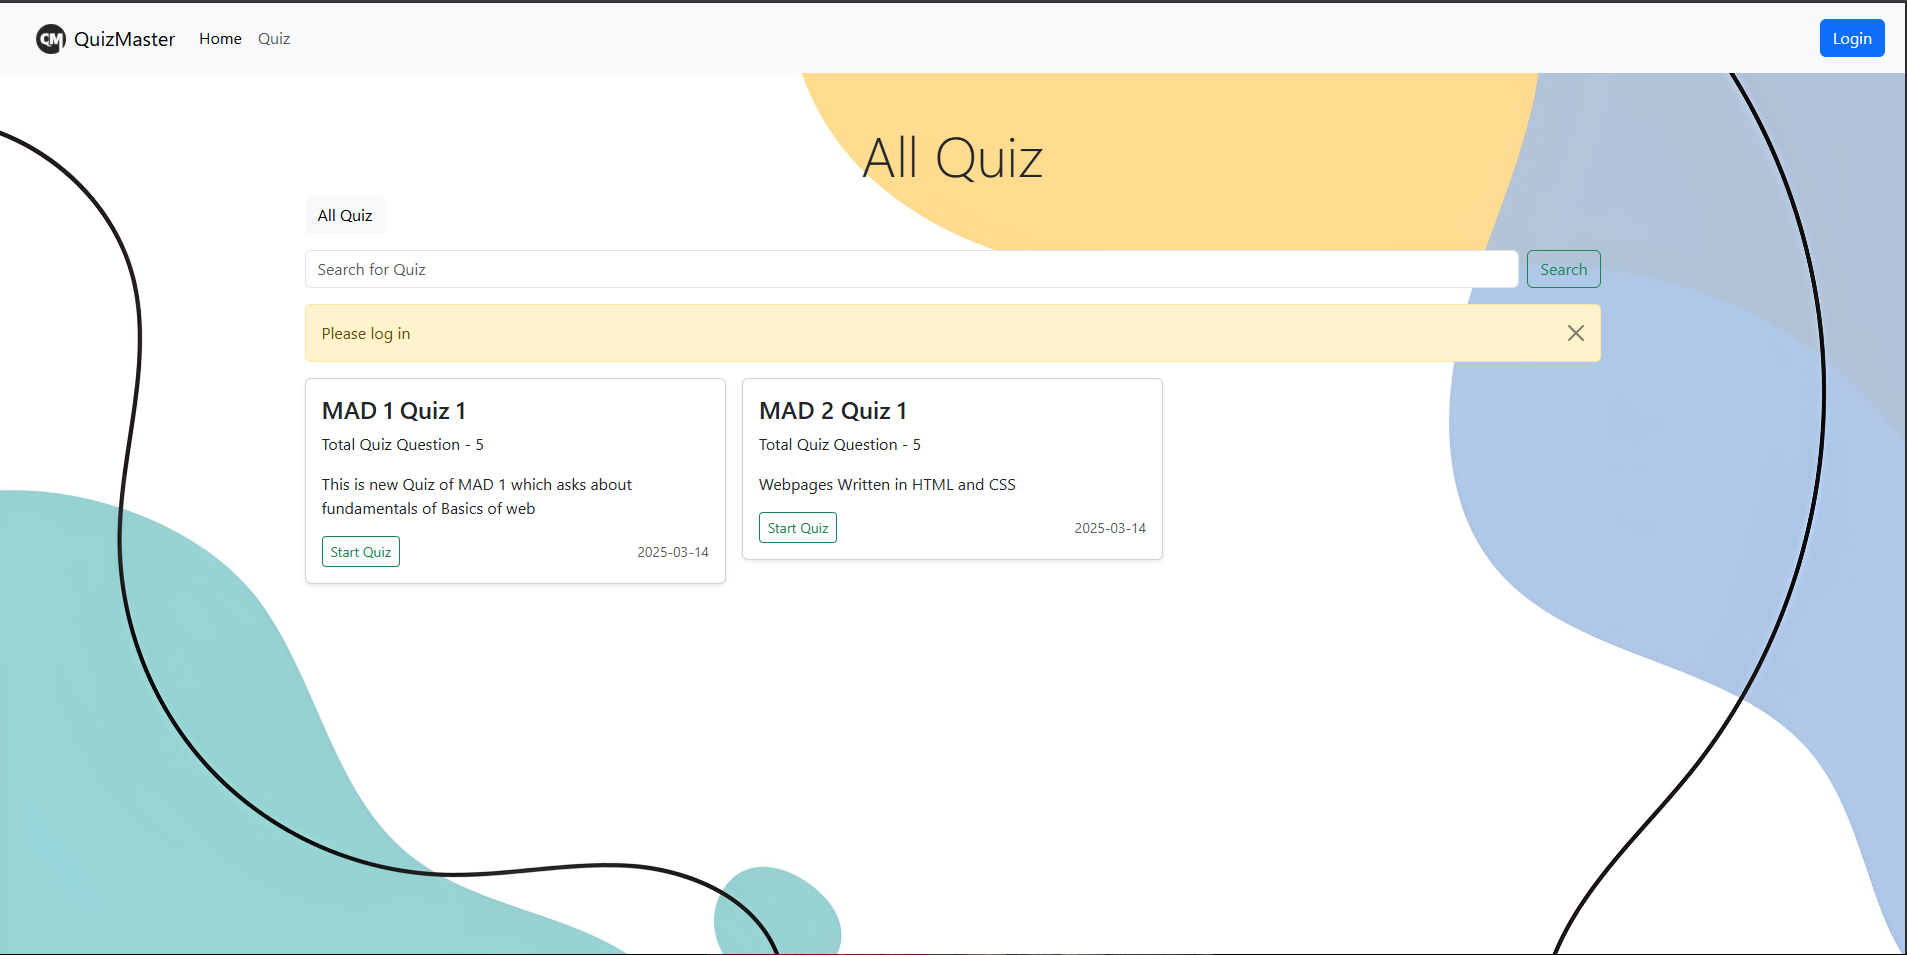 CM QuizMaster Home Quiz Login
All Quiz
All Quiz
Search for Quiz Search
Please log in
MAD 1 Quiz 1
Total Quiz Question - 5
This is new Quiz of MAD 1 which asks about
fundamentals of Basics of web
Start Quiz 2025-03-14
MAD 2 Quiz 1
Total Quiz Question - 5
Webpages Written in HTML and CSS
Start Quiz 2025-03-14